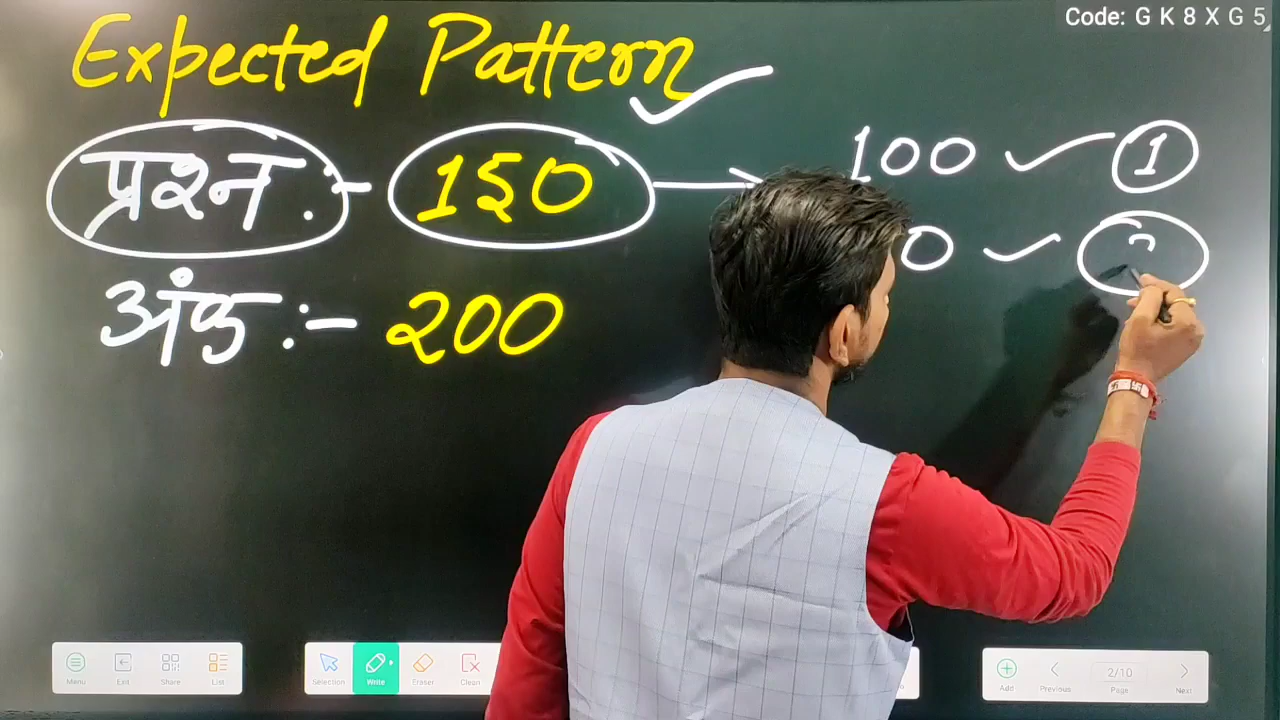 Code: G K 8 X G 5
Expected Pattern
प्रश्न :- 150 → 100 ✓ 1
0 ✓
अंक :- 200
Menu Exit Share List Selection Write Eraser Clean Add Previous 2/10 Page Next